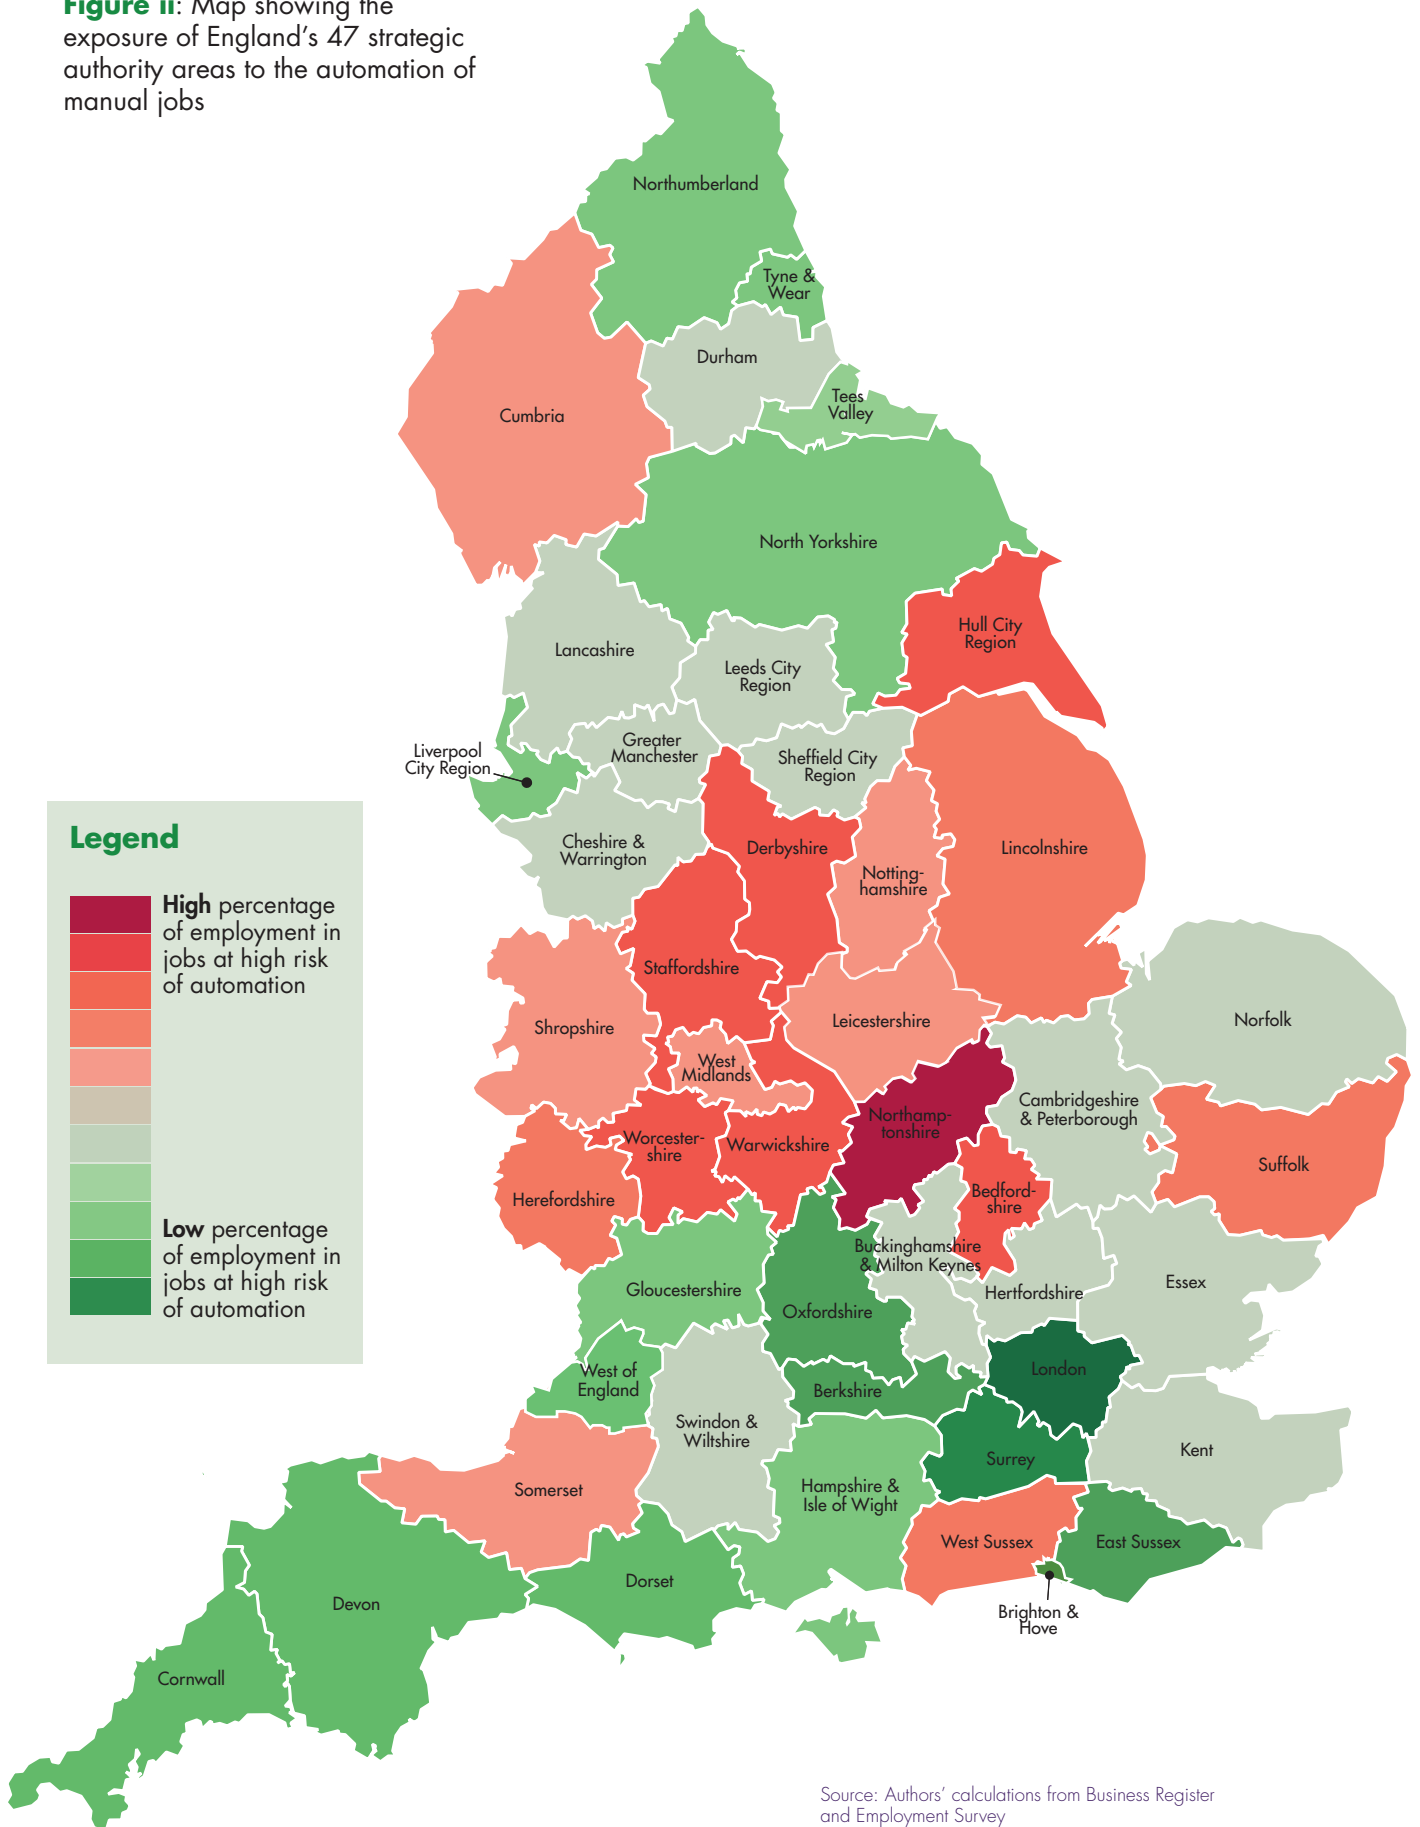 Figure ii: Map showing the
exposure of England's 47 strategic
authority areas to the automation of
manual jobs
Northumberland
Tyne &
Wear
Durham
Tees
Valley
Cumbria
North Yorkshire
Hull City
Region
Lancashire
Leeds City
Region
Greater
Manchester
Liverpool
City Region
Sheffield City
Region
Cheshire &
Warrington
Derbyshire
Notting-
hamshire
Lincolnshire
Legend
High percentage
of employment in
jobs at high risk
of automation
Low percentage
of employment in
jobs at high risk
of automation
Staffordshire
Shropshire
Leicestershire
Norfolk
West
Midlands
Northamp-
tonshire
Cambridgeshire
& Peterborough
Worcester-
shire
Warwickshire
Suffolk
Herefordshire
Bedford-
shire
Buckinghamshire
& Milton Keynes
Gloucestershire
Oxfordshire
Hertfordshire
Essex
West of
England
Berkshire
London
Swindon &
Wiltshire
Surrey
Kent
Somerset
Hampshire &
Isle of Wight
West Sussex
East Sussex
Brighton &
Hove
Dorset
Devon
Cornwall
Source: Authors' calculations from Business Register
and Employment Survey